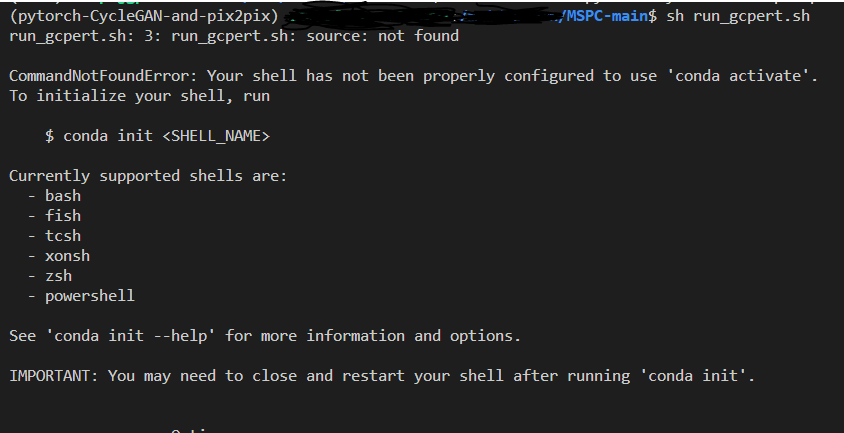 (pytorch-CycleGAN-and-pix2pix) /MSPC-main$ sh run_gcpert.sh
run_gcpert.sh: 3: run_gcpert.sh: source: not found
CommandNotFoundError: Your shell has not been properly configured to use 'conda activate'.
To initialize your shell, run
$ conda init <SHELL_NAME>
Currently supported shells are:
- bash
- fish
- tcsh
- xonsh
- zsh
- powershell
See 'conda init --help' for more information and options.
IMPORTANT: You may need to close and restart your shell after running 'conda init'.